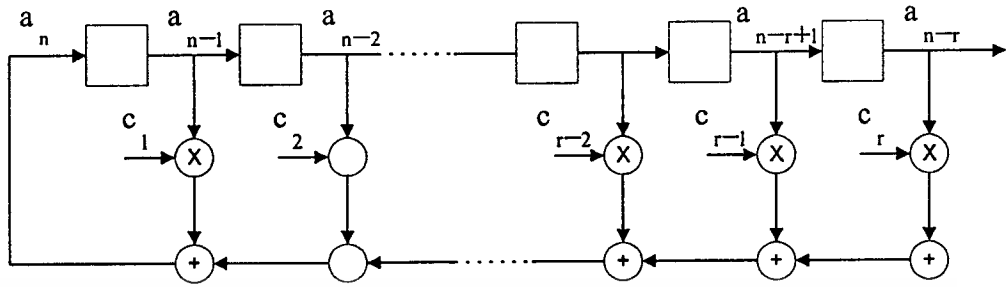 a n a n−1 a n−2 a n−r+1 a n−r
c 1 c 2 c r−2 c r−1 c r
X X X X
+ + + +